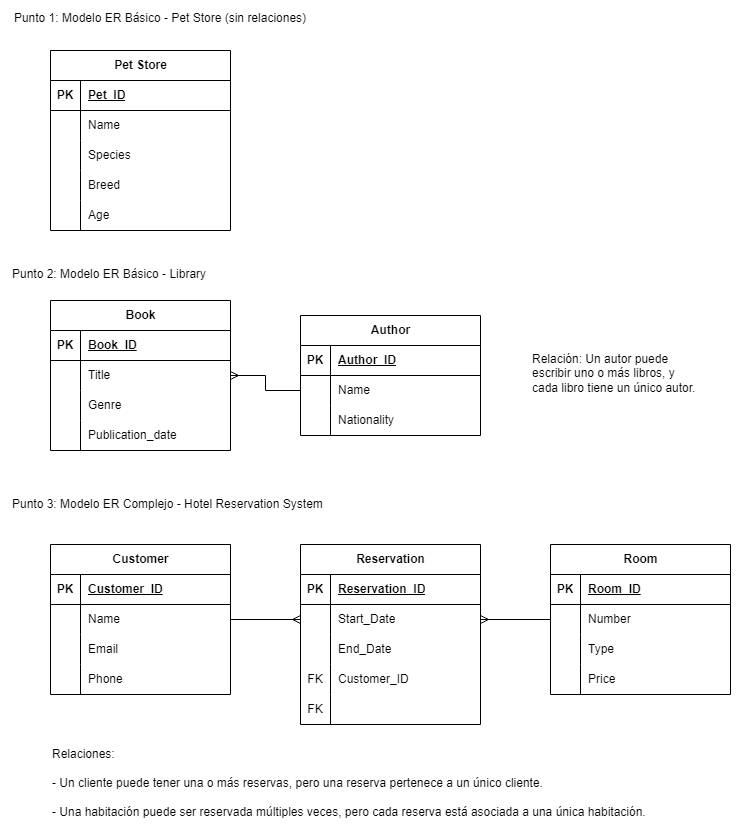 Punto 1: Modelo ER Básico - Pet Store (sin relaciones)
Pet Store
PK Pet_ID
Name
Species
Breed
Age
Punto 2: Modelo ER Básico - Library
Book
PK Book_ID
Title
Genre
Publication_date
Author
PK Author_ID
Name
Nationality
Relación: Un autor puede
escribir uno o más libros, y
cada libro tiene un único autor.
Punto 3: Modelo ER Complejo - Hotel Reservation System
Customer
PK Customer_ID
Name
Email
Phone
Reservation
PK Reservation_ID
Start_Date
End_Date
FK Customer_ID
FK
Room
PK Room_ID
Number
Type
Price
Relaciones:
- Un cliente puede tener una o más reservas, pero una reserva pertenece a un único cliente.
- Una habitación puede ser reservada múltiples veces, pero cada reserva está asociada a una única habitación.